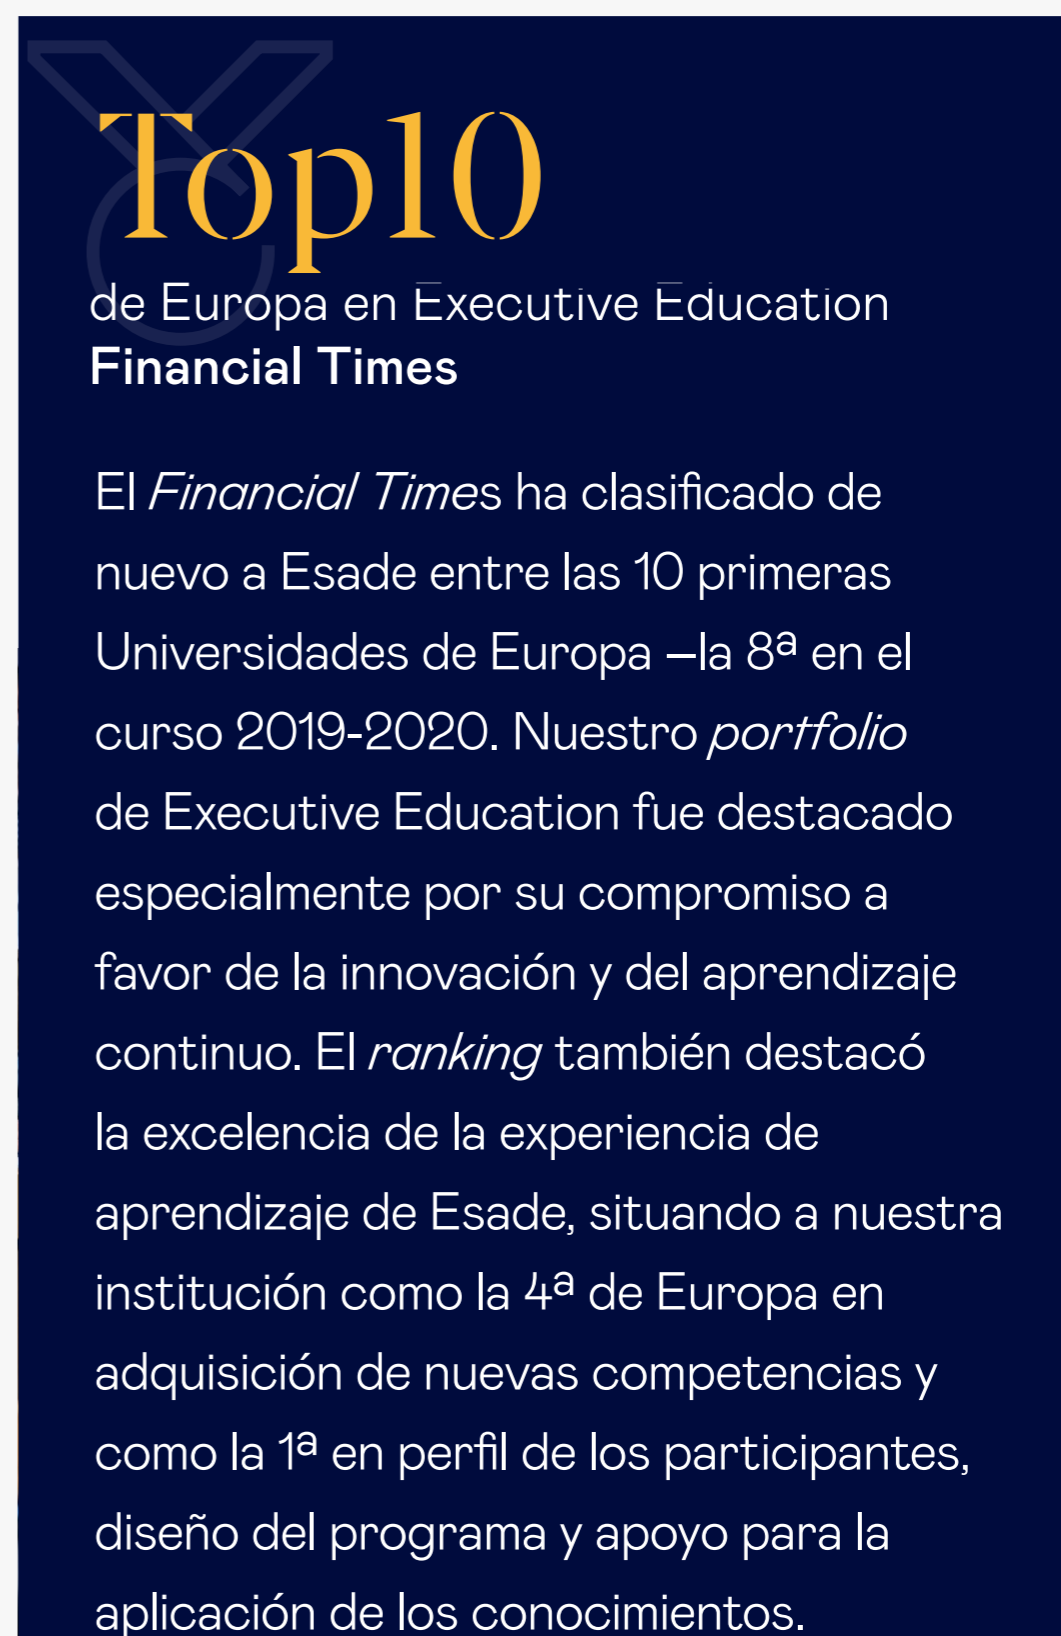 Top10
de Europa en Executive Education
Financial Times
El Financial Times ha clasificado de
nuevo a Esade entre las 10 primeras
Universidades de Europa —la 8ª en el
curso 2019-2020. Nuestro portfolio
de Executive Education fue destacado
especialmente por su compromiso a
favor de la innovación y del aprendizaje
continuo. El ranking también destacó
la excelencia de la experiencia de
aprendizaje de Esade, situando a nuestra
institución como la 4ª de Europa en
adquisición de nuevas competencias y
como la 1ª en perfil de los participantes,
diseño del programa y apoyo para la
aplicación de los conocimientos.